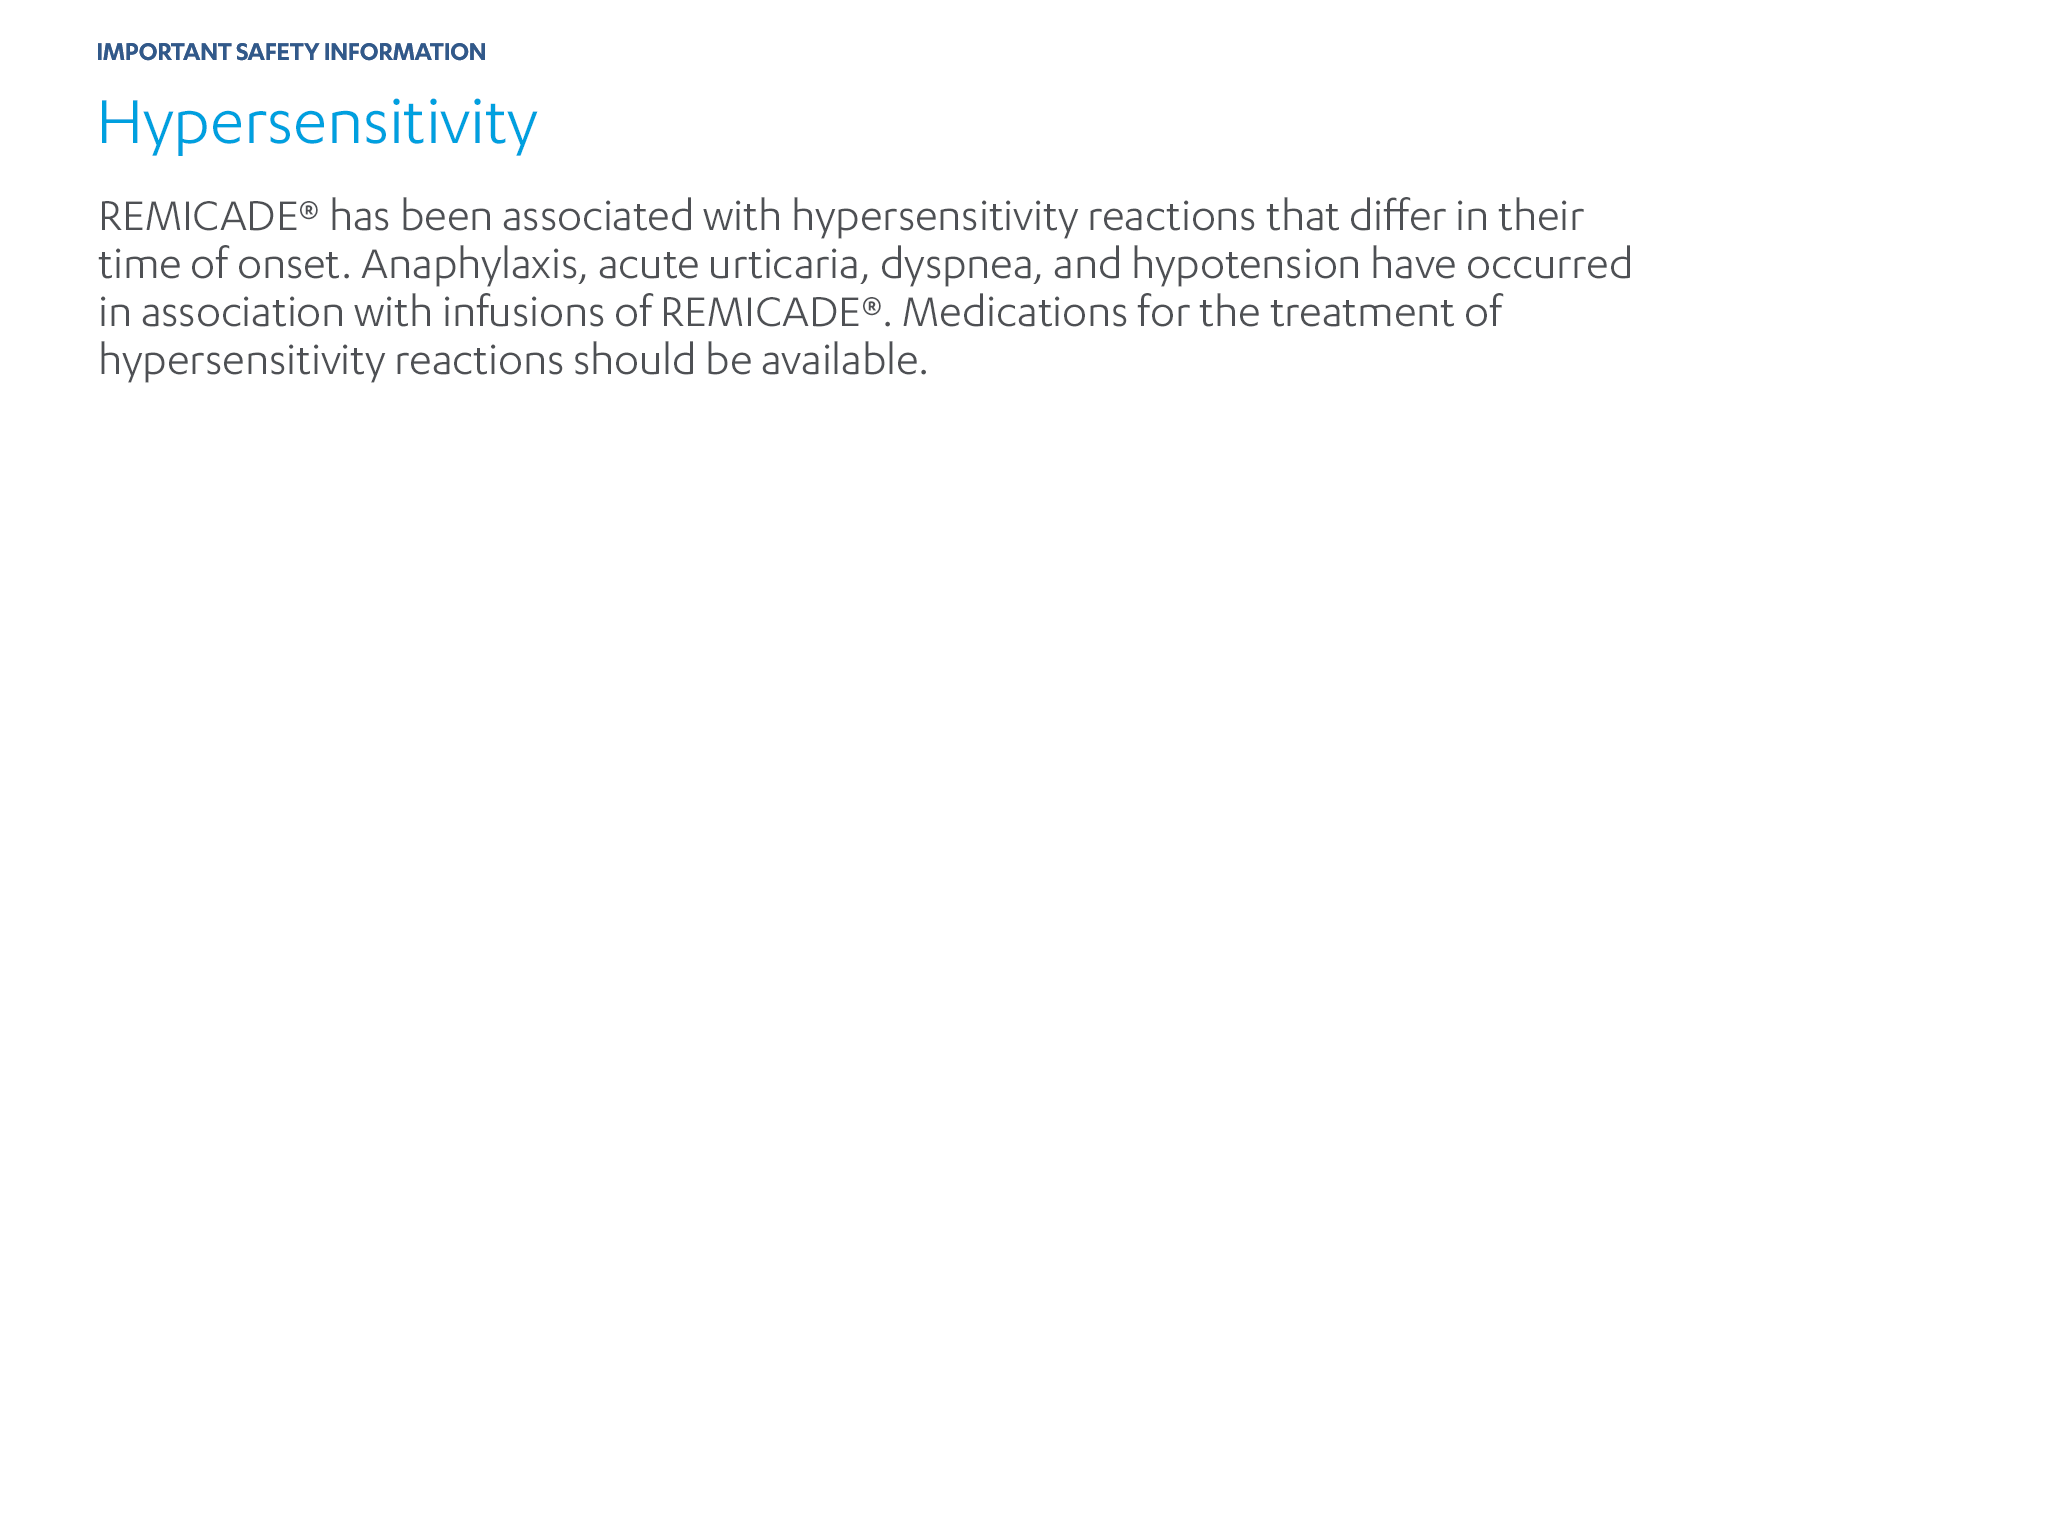 IMPORTANT SAFETY INFORMATION
Hypersensitivity
REMICADE® has been associated with hypersensitivity reactions that differ in their
time of onset. Anaphylaxis, acute urticaria, dyspnea, and hypotension have occurred
in association with infusions of REMICADE®. Medications for the treatment of
hypersensitivity reactions should be available.